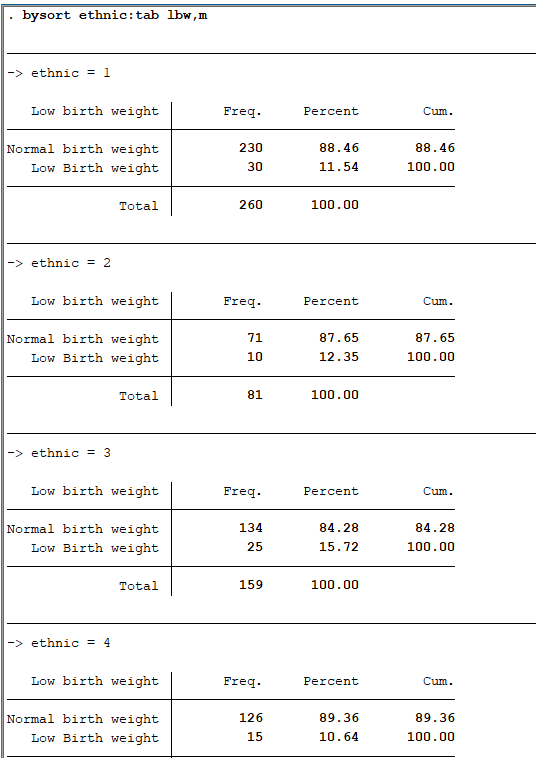 . bysort ethnic:tab lbw,m
-> ethnic = 1
Low birth weight Freq. Percent Cum.
Normal birth weight 230 88.46 88.46
Low Birth weight 30 11.54 100.00
Total 260 100.00
-> ethnic = 2
Low birth weight Freq. Percent Cum.
Normal birth weight 71 87.65 87.65
Low Birth weight 10 12.35 100.00
Total 81 100.00
-> ethnic = 3
Low birth weight Freq. Percent Cum.
Normal birth weight 134 84.28 84.28
Low Birth weight 25 15.72 100.00
Total 159 100.00
-> ethnic = 4
Low birth weight Freq. Percent Cum.
Normal birth weight 126 89.36 89.36
Low Birth weight 15 10.64 100.00